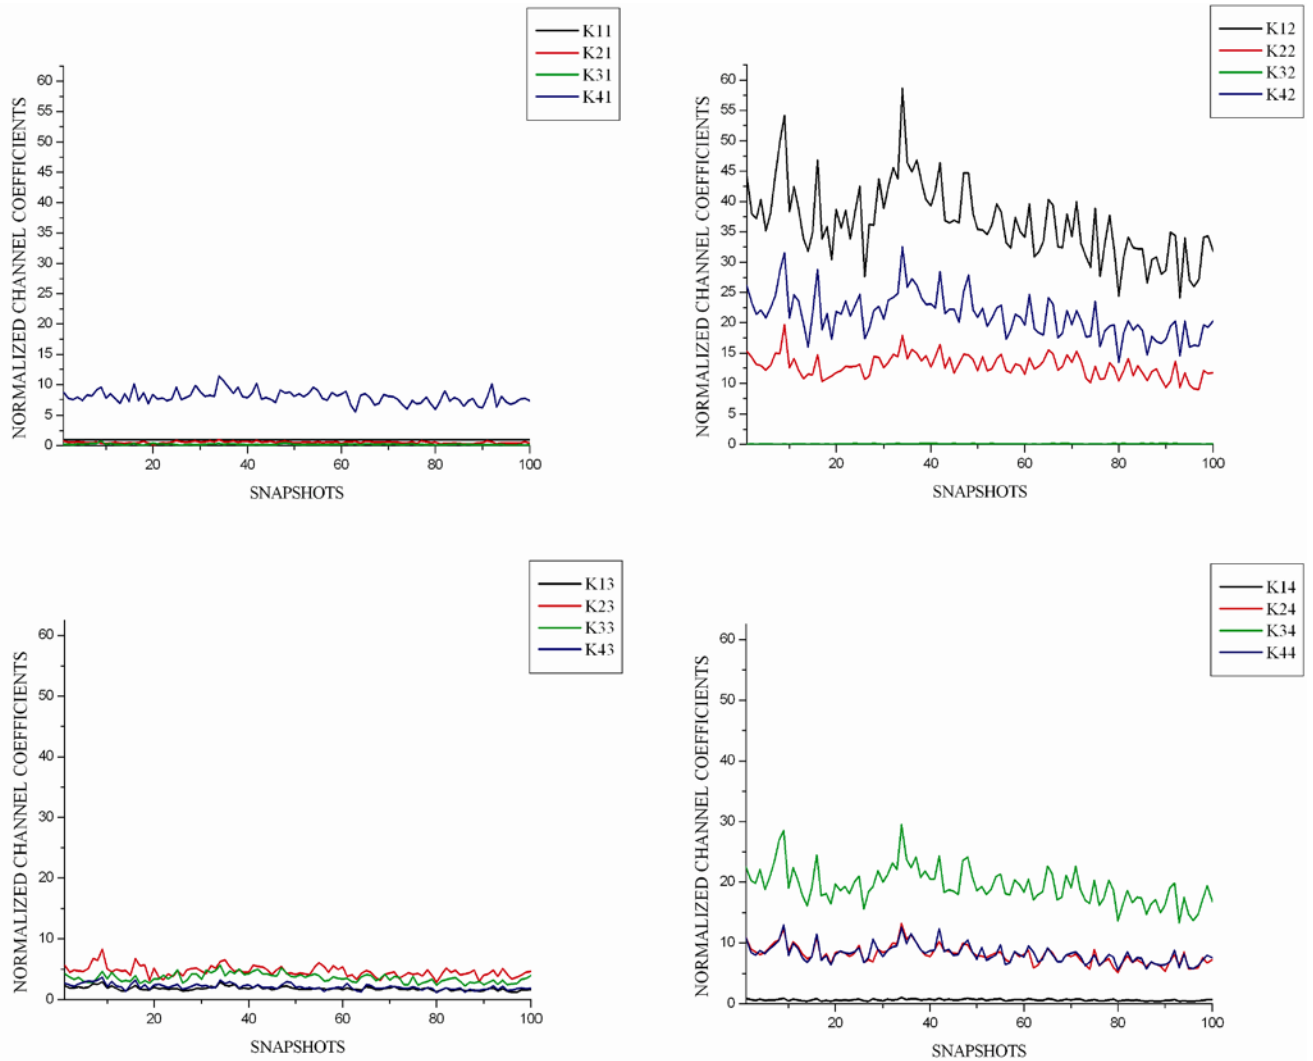 K11
K21
K31
K41
NORMALIZED CHANNEL COEFFICIENTS
60
55
50
45
40
35
30
25
20
15
10
5
0
20
40
60
80
100
SNAPSHOTS
K12
K22
K32
K42
NORMALIZED CHANNEL COEFFICIENTS
60
55
50
45
40
35
30
25
20
15
10
5
0
20
40
60
80
100
SNAPSHOTS
K13
K23
K33
K43
NORMALIZED CHANNEL COEFFICIENTS
60
50
40
30
20
10
0
20
40
60
80
100
SNAPSHOTS
K14
K24
K34
K44
NORMALIZED CHANNEL COEFFICIENTS
60
50
40
30
20
10
0
20
40
60
80
100
SNAPSHOTS